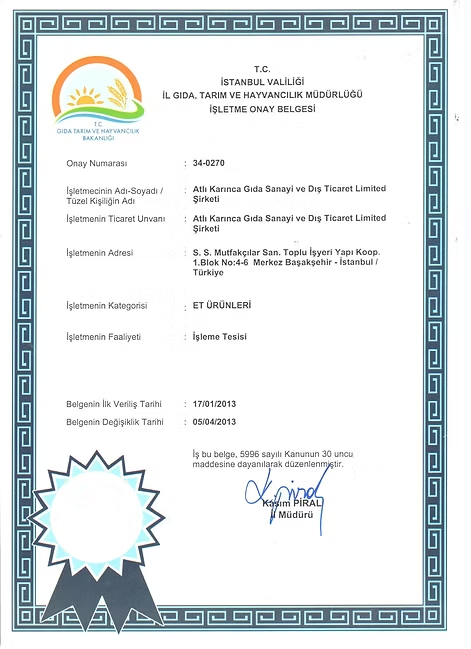 T.C.
İSTANBUL VALİLİĞİ
İL GIDA, TARIM VE HAYVANCILIK MÜDÜRLÜĞÜ
İŞLETME ONAY BELGESİ
T.C.
GIDA TARIM VE HAYVANCILIK
BAKANLIĞI
Onay Numarası : 34-0270
İşletmecinin Adı-Soyadı / : Atlı Karınca Gıda Sanayi ve Dış Ticaret Limited
Tüzel Kişiliğin Adı Şirketi
İşletmenin Ticaret Unvanı : Atlı Karınca Gıda Sanayi ve Dış Ticaret Limited
Şirketi
İşletmenin Adresi : S. S. Mutfakçılar San. Toplu İşyeri Yapı Koop.
1.Blok No:4-6 Merkez Başakşehir - İstanbul /
Türkiye
İşletmenin Kategorisi : ET ÜRÜNLERİ
İşletmenin Faaliyeti : İşleme Tesisi
Belgenin İlk Veriliş Tarihi : 17/01/2013
Belgenin Değişiklik Tarihi : 05/04/2013
İş bu belge, 5996 sayılı Kanunun 30 uncu
maddesine dayanılarak düzenlenmiştir.
Kasım PİRAL
İl Müdürü